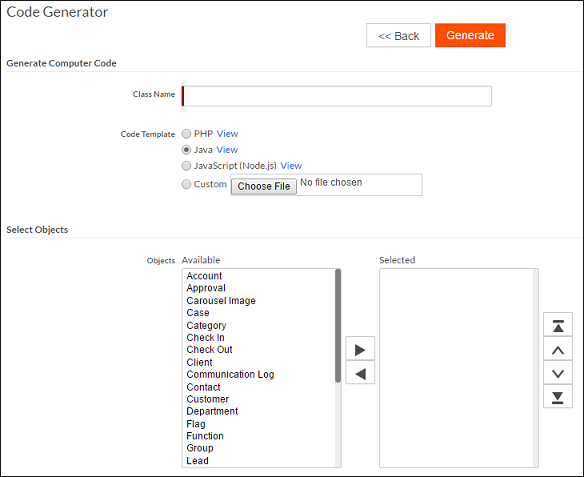 Code Generator
<< Back Generate
Generate Computer Code
Class Name
Code Template PHP View
Java View
JavaScript (Node.js) View
Custom Choose File No file chosen
Select Objects
Objects Available Selected
Account
Approval
Carousel Image
Case
Category
Check In
Check Out
Client
Communication Log
Contact
Customer
Department
Flag
Function
Group
Lead